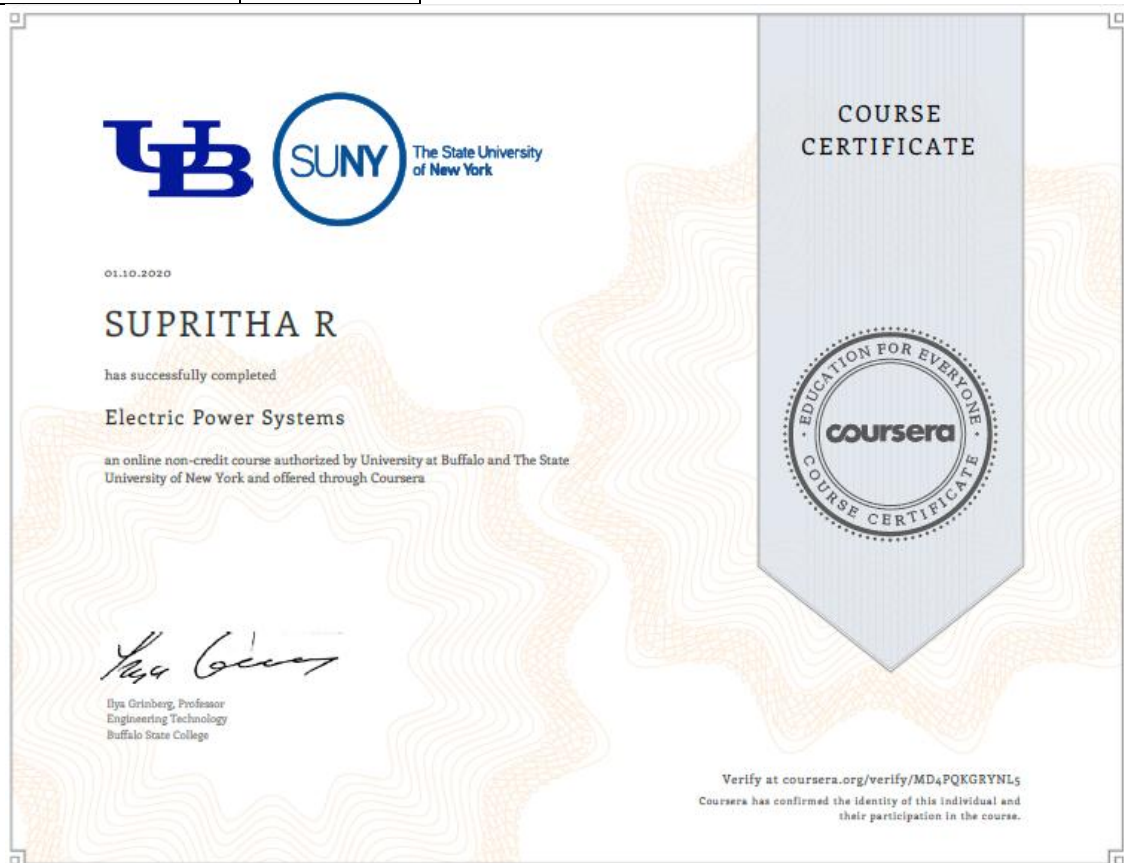 UB
SUNY
The State University
of New York
COURSE
CERTIFICATE
01.10.2020
SUPRITHA R
has successfully completed
Electric Power Systems
an online non-credit course authorized by University at Buffalo and The State
University of New York and offered through Coursera
EDUCATION FOR EVERYONE
coursera
COURSE CERTIFICATE
Ilya Grinberg, Professor
Engineering Technology
Buffalo State College
Verify at coursera.org/verify/MD4PQKGRYNL5
Coursera has confirmed the identity of this individual and
their participation in the course.